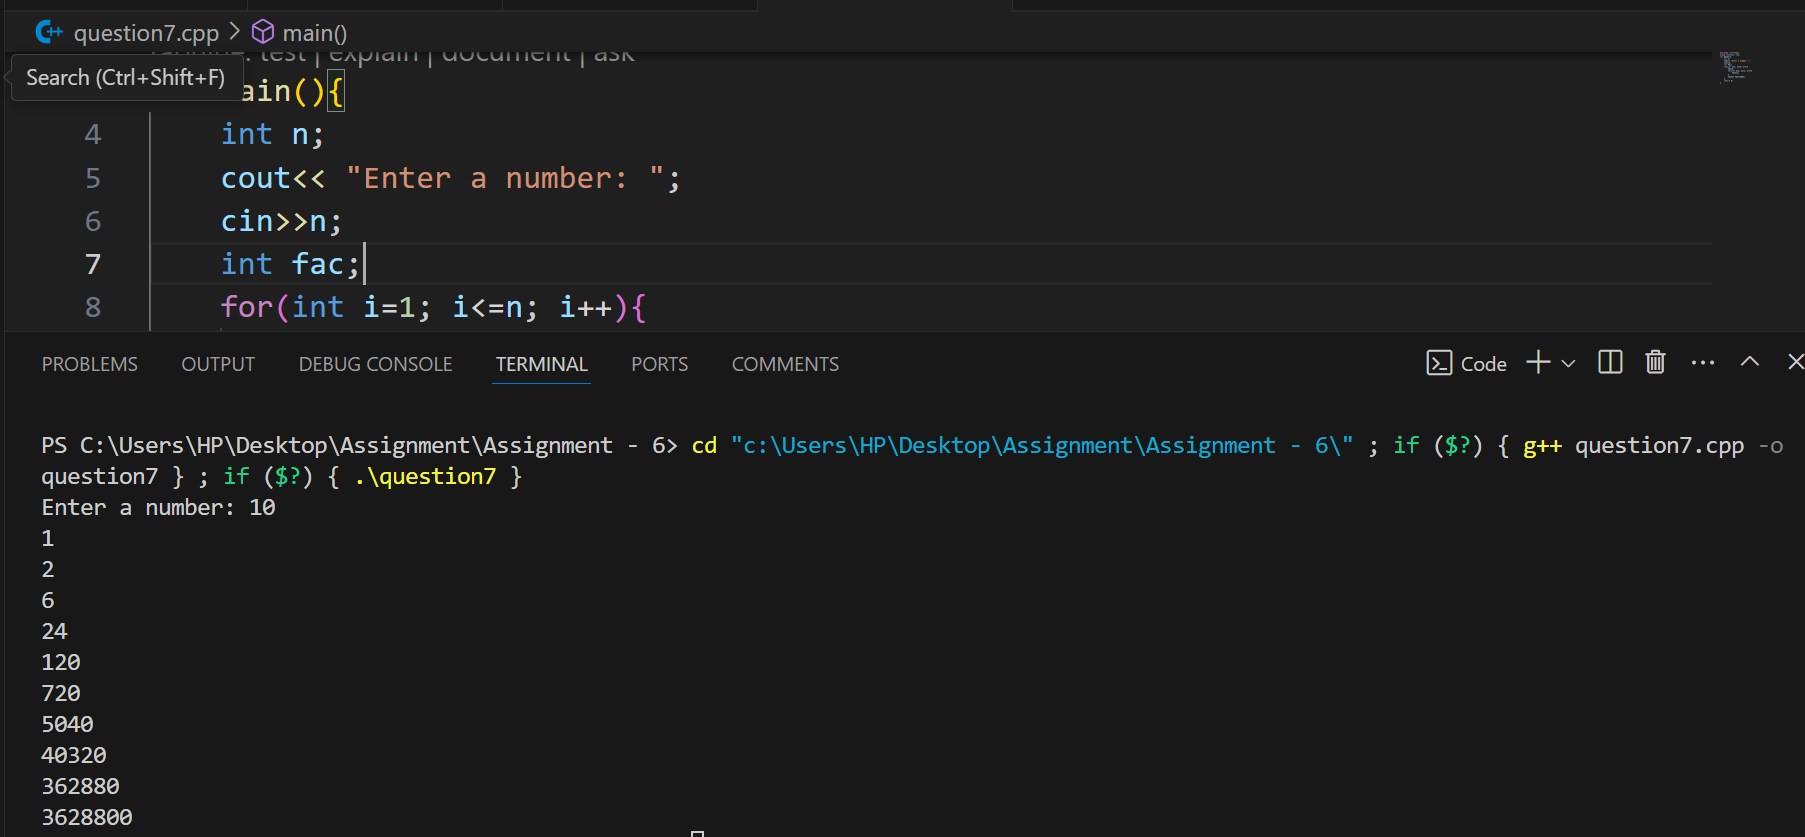 question7.cpp > main()
test | explain | document | ask
Search (Ctrl+Shift+F)
ain(){
4 int n;
5 cout<< "Enter a number: ";
6 cin>>n;
7 int fac;
8 for(int i=1; i<=n; i++){
PROBLEMS OUTPUT DEBUG CONSOLE TERMINAL PORTS COMMENTS Code
PS C:\Users\HP\Desktop\Assignment\Assignment - 6> cd "c:\Users\HP\Desktop\Assignment\Assignment - 6\" ; if ($?) { g++ question7.cpp -o
question7 } ; if ($?) { .\question7 }
Enter a number: 10
1
2
6
24
120
720
5040
40320
362880
3628800